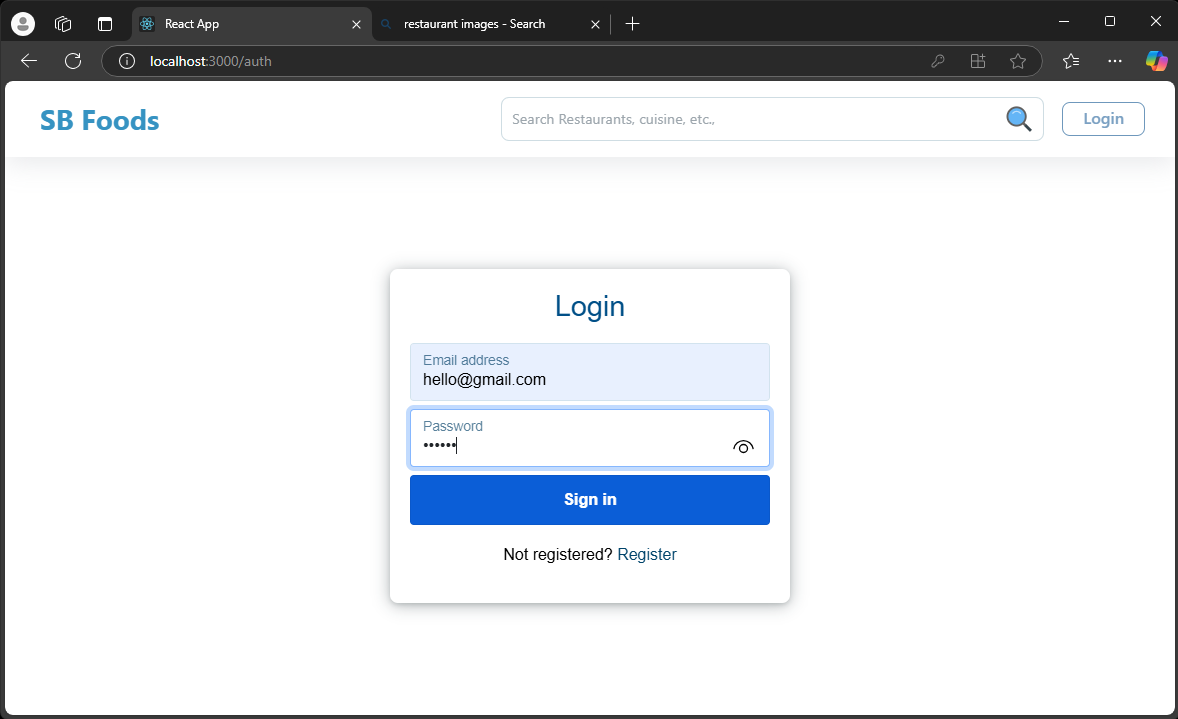 React App
restaurant images - Search
localhost:3000/auth
SB Foods
Search Restaurants, cuisine, etc.,
Login
Login
Email address
hello@gmail.com
Password
••••••
Sign in
Not registered? Register